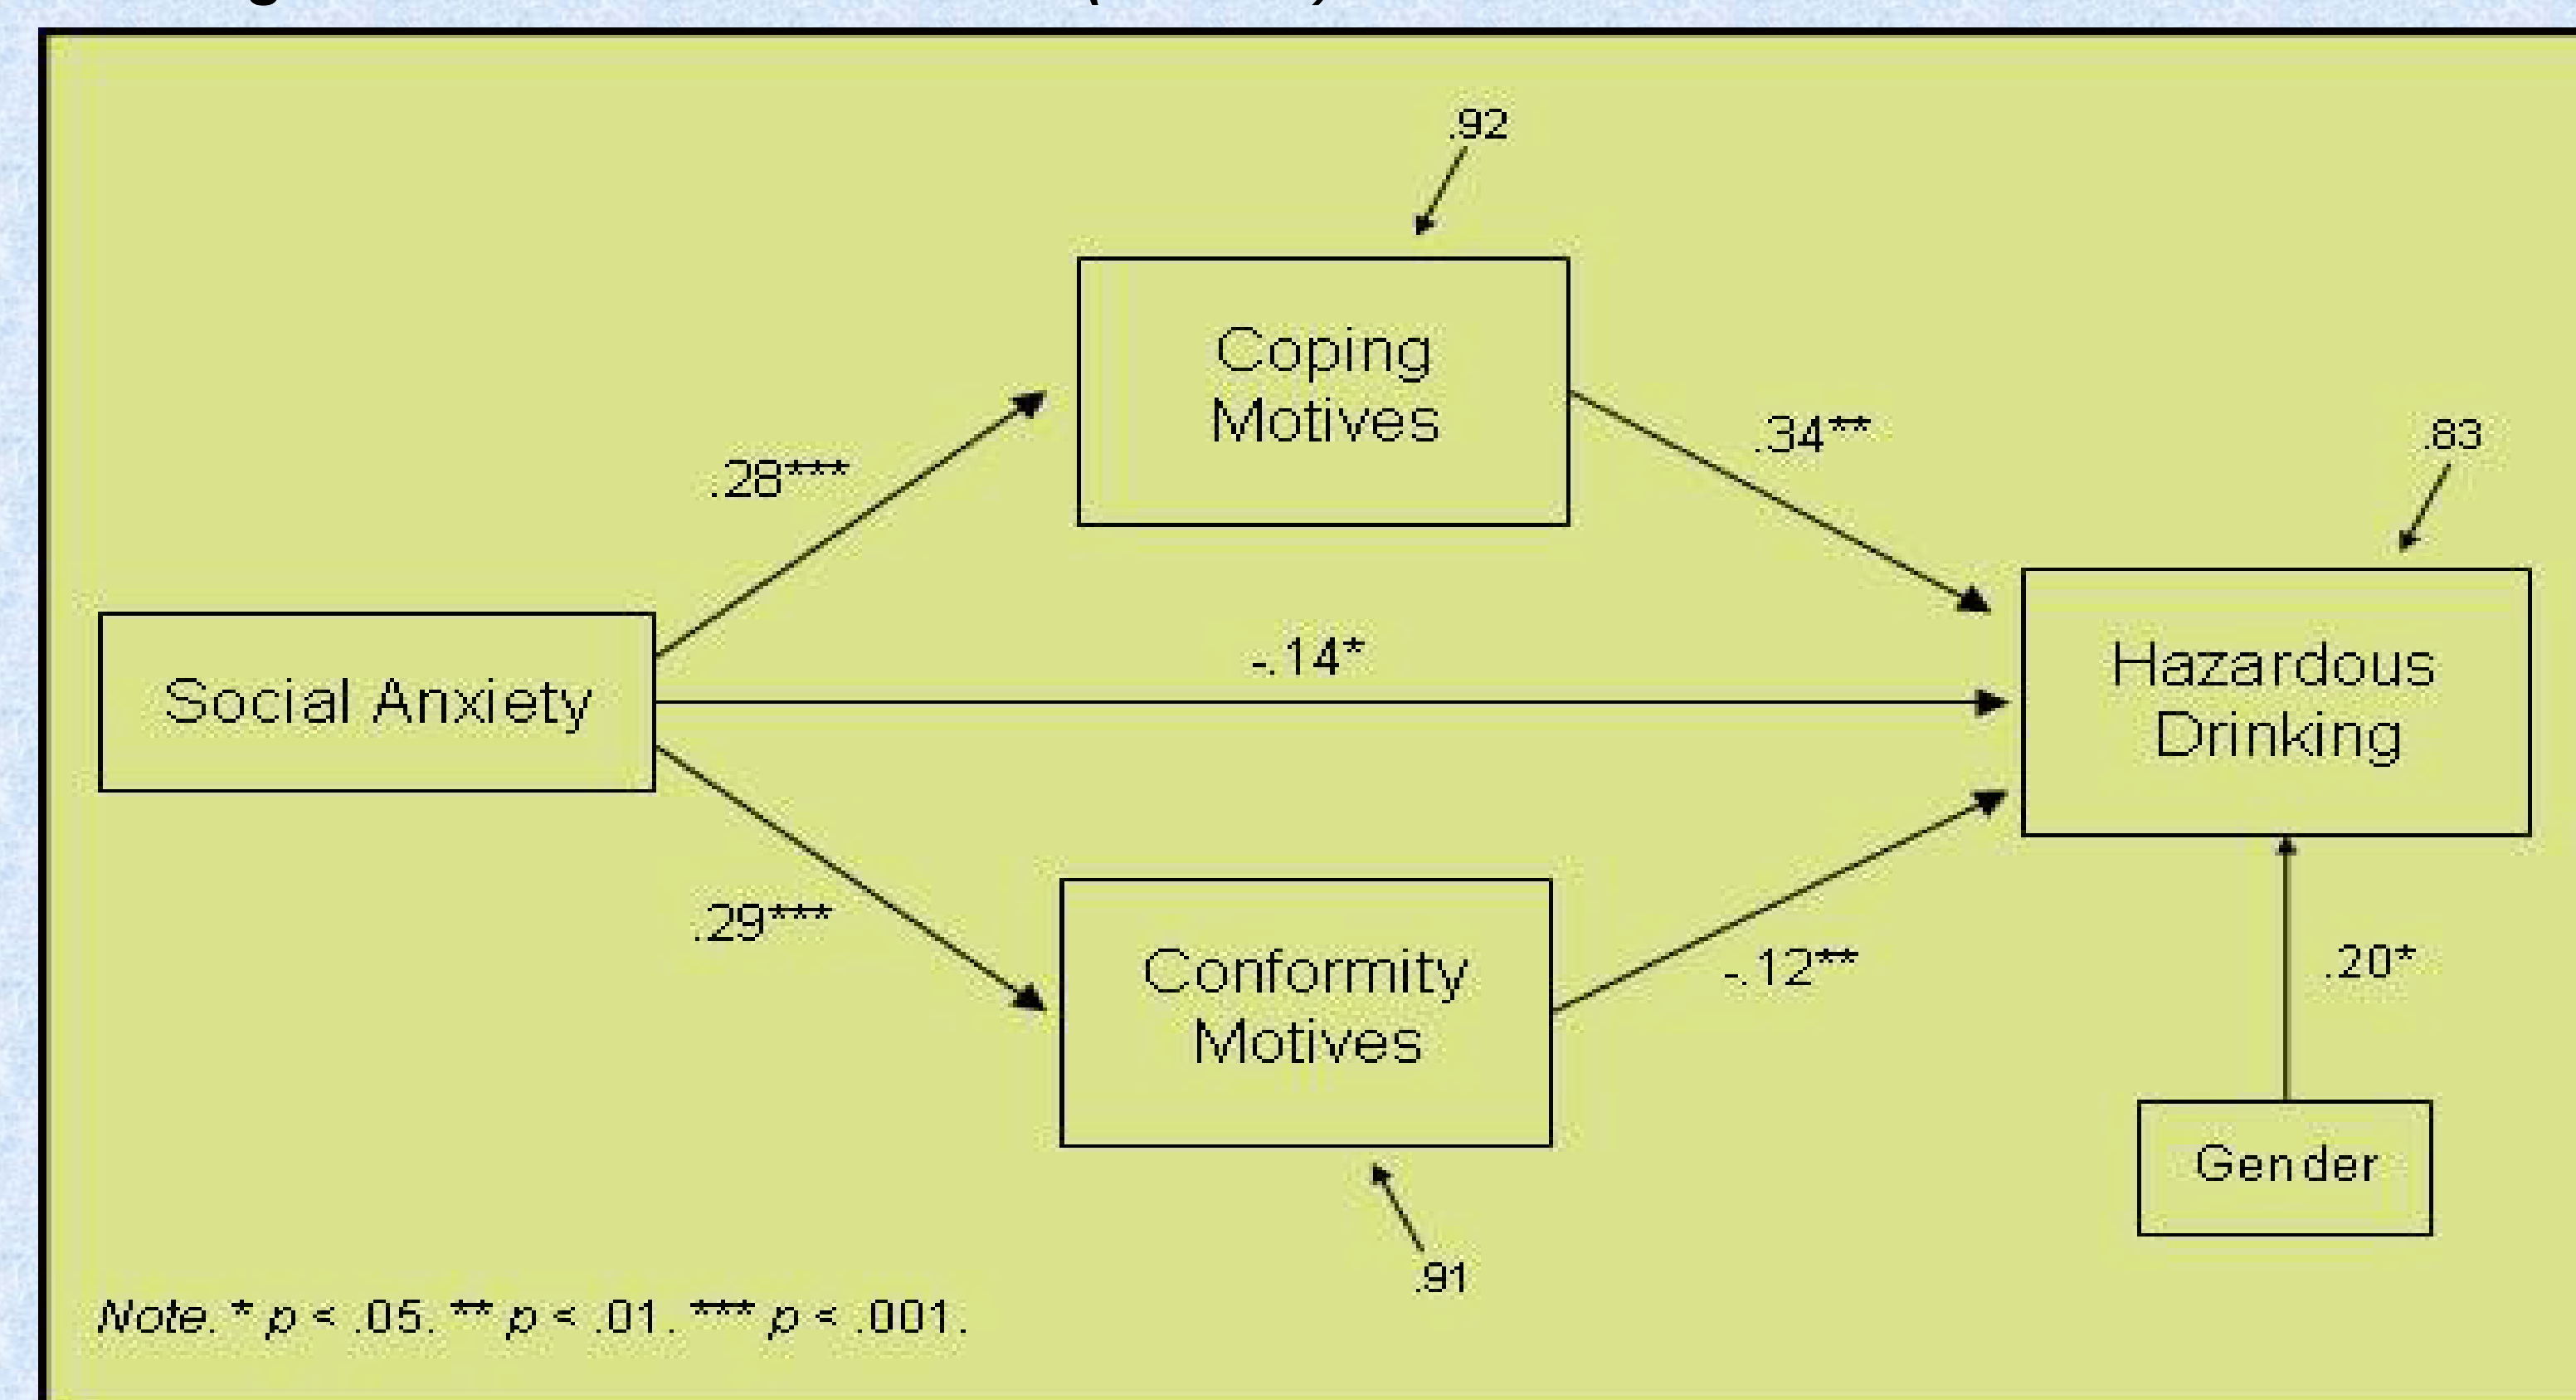 .92
Coping
Motives
.28***
.34**
.83
-.14*
Social Anxiety
Hazardous
Drinking
.29***
Conformity
Motives
-.12**
.20*
Gender
.91
Note. * p < .05. ** p < .01. *** p < .001.